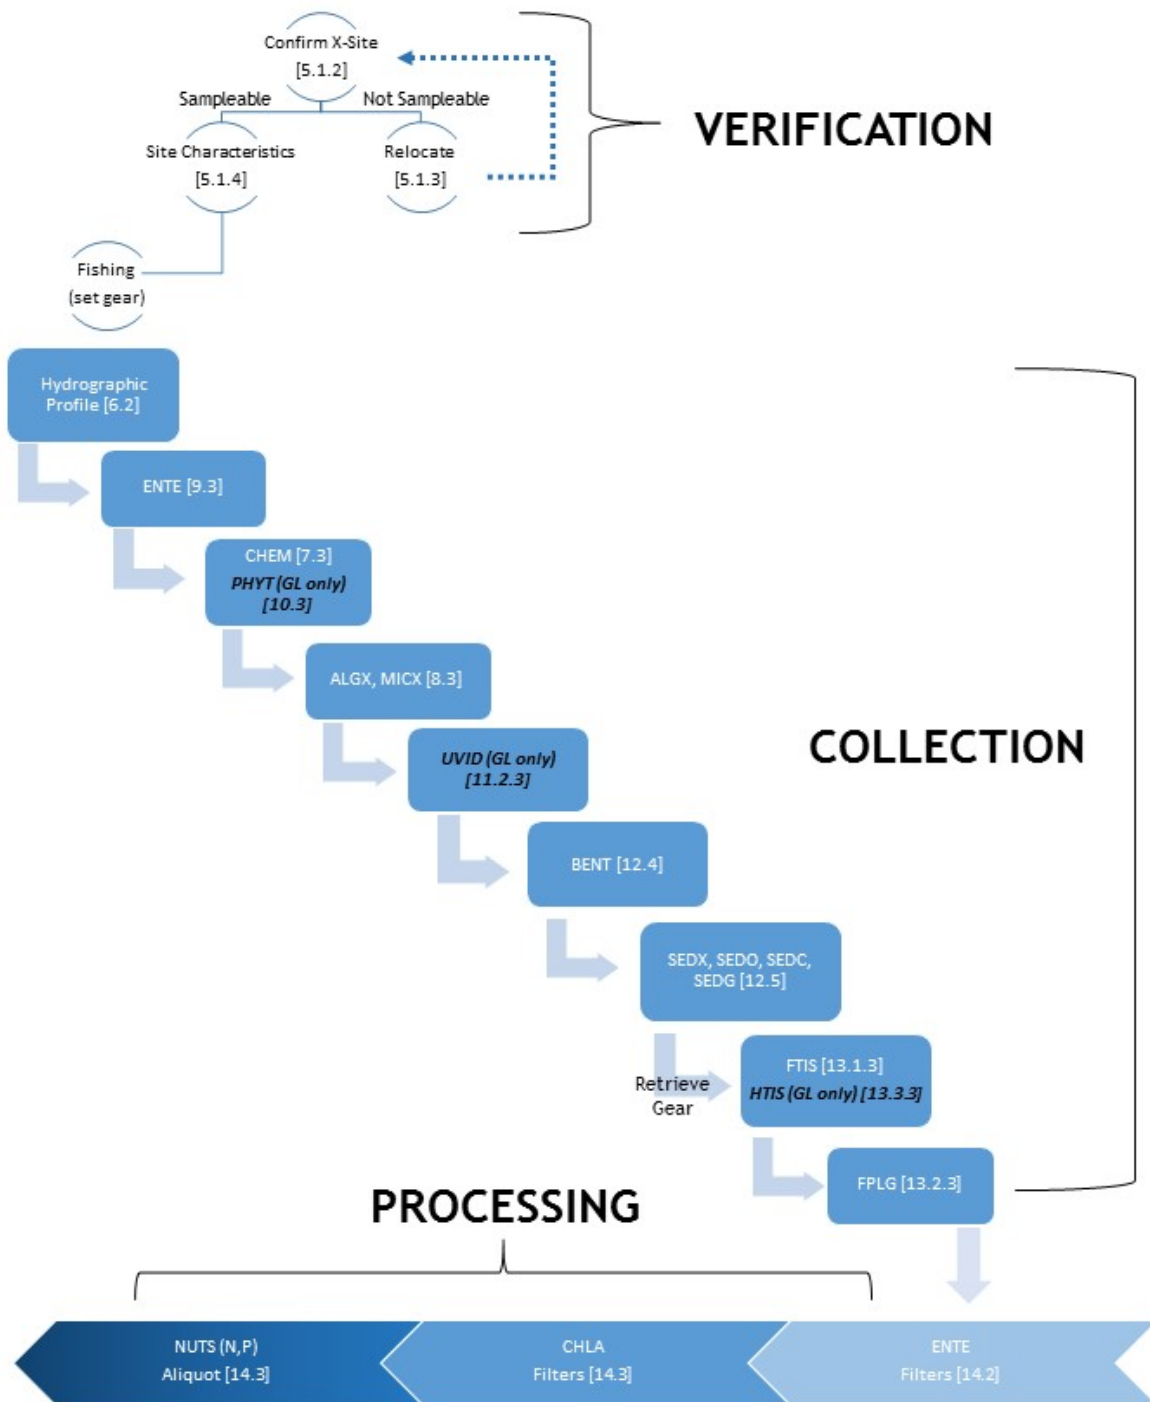 Confirm X-Site
[5.1.2]
Sampleable
Not Sampleable
Site Characteristics
[5.1.4]
Relocate
[5.1.3]
VERIFICATION
Fishing
(set gear)
Hydrographic
Profile [6.2]
ENTE [9.3]
CHEM [7.3]
PHYT (GL only)
[10.3]
ALGX, MICX [8.3]
UVID (GL only)
[11.2.3]
COLLECTION
BENT [12.4]
SEDX, SEDO, SEDC,
SEDG [12.5]
Retrieve
Gear
FTIS [13.1.3]
HTIS (GL only) [13.3.3]
FPLG [13.2.3]
PROCESSING
NUTS (N,P)
Aliquot [14.3]
CHLA
Filters [14.3]
ENTE
Filters [14.2]